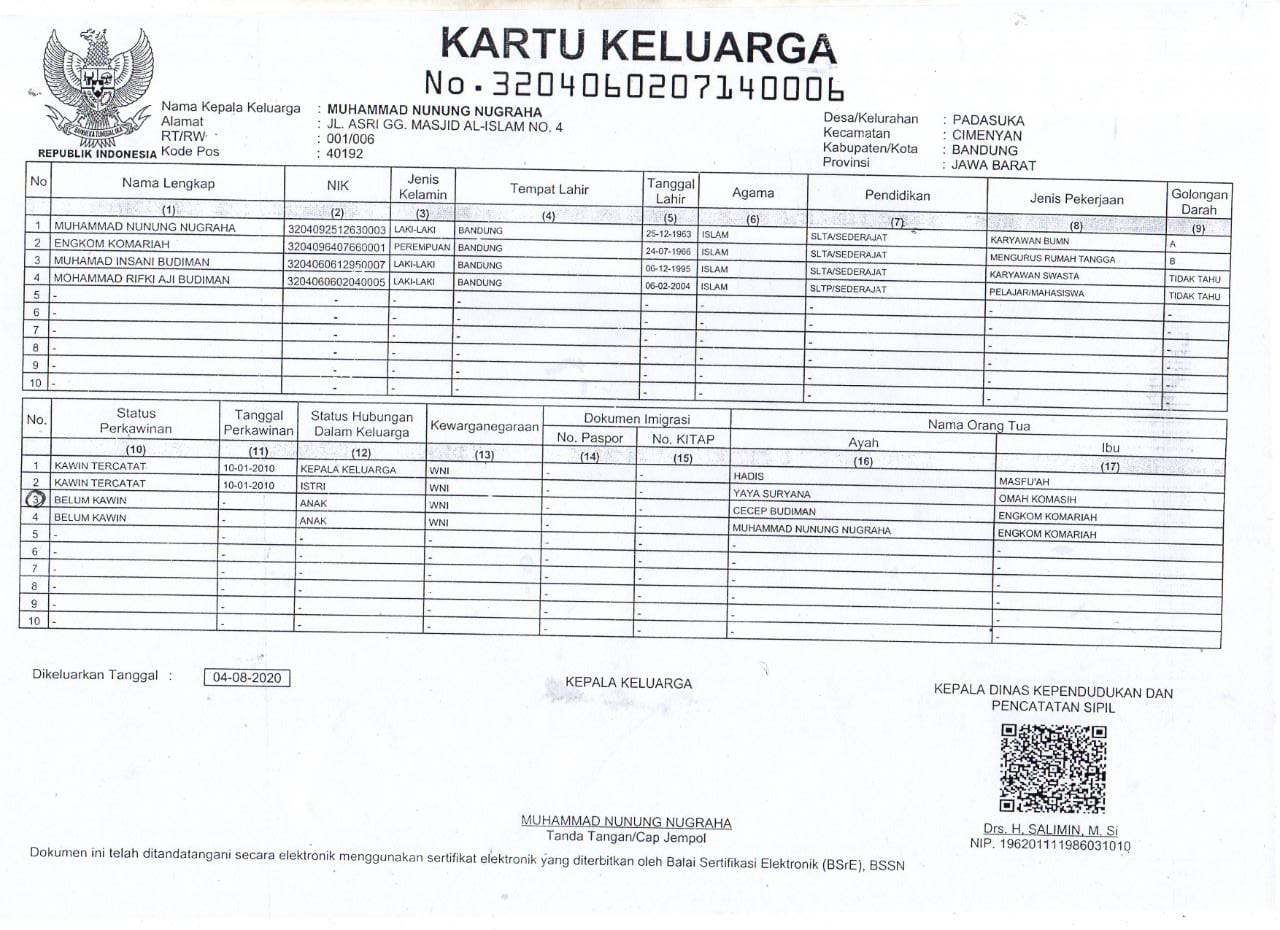 KARTU KELUARGA
No.3204060207140006
Nama Kepala Keluarga : MUHAMMAD NUNUNG NUGRAHA
Alamat : JL. ASRI GG. MASJID AL-ISLAM NO. 4
RT/RW : 001/006
Kode Pos : 40192
Desa/Kelurahan : PADASUKA
Kecamatan : CIMENYAN
Kabupaten/Kota : BANDUNG
Provinsi : JAWA BARAT
BHINNEKA TUNGGAL IKA
REPUBLIK INDONESIA
No Nama Lengkap NIK Jenis Kelamin Tempat Lahir Tanggal Lahir Agama Pendidikan Jenis Pekerjaan Golongan Darah
(1) (2) (3) (4) (5) (6) (7) (8) (9)
1 MUHAMMAD NUNUNG NUGRAHA 3204092512630003 LAKI-LAKI BANDUNG 25-12-1963 ISLAM SLTA/SEDERAJAT KARYAWAN BUMN A
2 ENGKOM KOMARIAH 3204096407660001 PEREMPUAN BANDUNG 24-07-1966 ISLAM SLTA/SEDERAJAT MENGURUS RUMAH TANGGA B
3 MUHAMAD INSANI BUDIMAN 3204060612950007 LAKI-LAKI BANDUNG 06-12-1995 ISLAM SLTA/SEDERAJAT KARYAWAN SWASTA TIDAK TAHU
4 MOHAMMAD RIFKI AJI BUDIMAN 3204060602040005 LAKI-LAKI BANDUNG 06-02-2004 ISLAM SLTP/SEDERAJAT PELAJAR/MAHASISWA TIDAK TAHU
5 - - - - - - - - -
6 - - - - - - - - -
7 - - - - - - - - -
8 - - - - - - - - -
9 - - - - - - - - -
10 - - - - - - - - -
No. Status Perkawinan Tanggal Perkawinan Status Hubungan Dalam Keluarga Kewarganegaraan Dokumen Imigrasi Nama Orang Tua
No. Paspor No. KITAP Ayah Ibu
(10) (11) (12) (13) (14) (15) (16) (17)
1 KAWIN TERCATAT 10-01-2010 KEPALA KELUARGA WNI - - HADIS MASFU'AH
2 KAWIN TERCATAT 10-01-2010 ISTRI WNI - - YAYA SURYANA OMAH KOMASIH
3 BELUM KAWIN - ANAK WNI - - CECEP BUDIMAN ENGKOM KOMARIAH
4 BELUM KAWIN - ANAK WNI - - MUHAMMAD NUNUNG NUGRAHA ENGKOM KOMARIAH
5 - - - - - - - -
6 - - - - - - - -
7 - - - - - - - -
8 - - - - - - - -
9 - - - - - - - -
10 - - - - - - - -
Dikeluarkan Tanggal : 04-08-2020
KEPALA KELUARGA
KEPALA DINAS KEPENDUDUKAN DAN
PENCATATAN SIPIL
MUHAMMAD NUNUNG NUGRAHA
Tanda Tangan/Cap Jempol
Drs. H. SALIMIN, M. Si
NIP. 196201111986031010
Dokumen ini telah ditandatangani secara elektronik menggunakan sertifikat elektronik yang diterbitkan oleh Balai Sertifikasi Elektronik (BSrE), BSSN